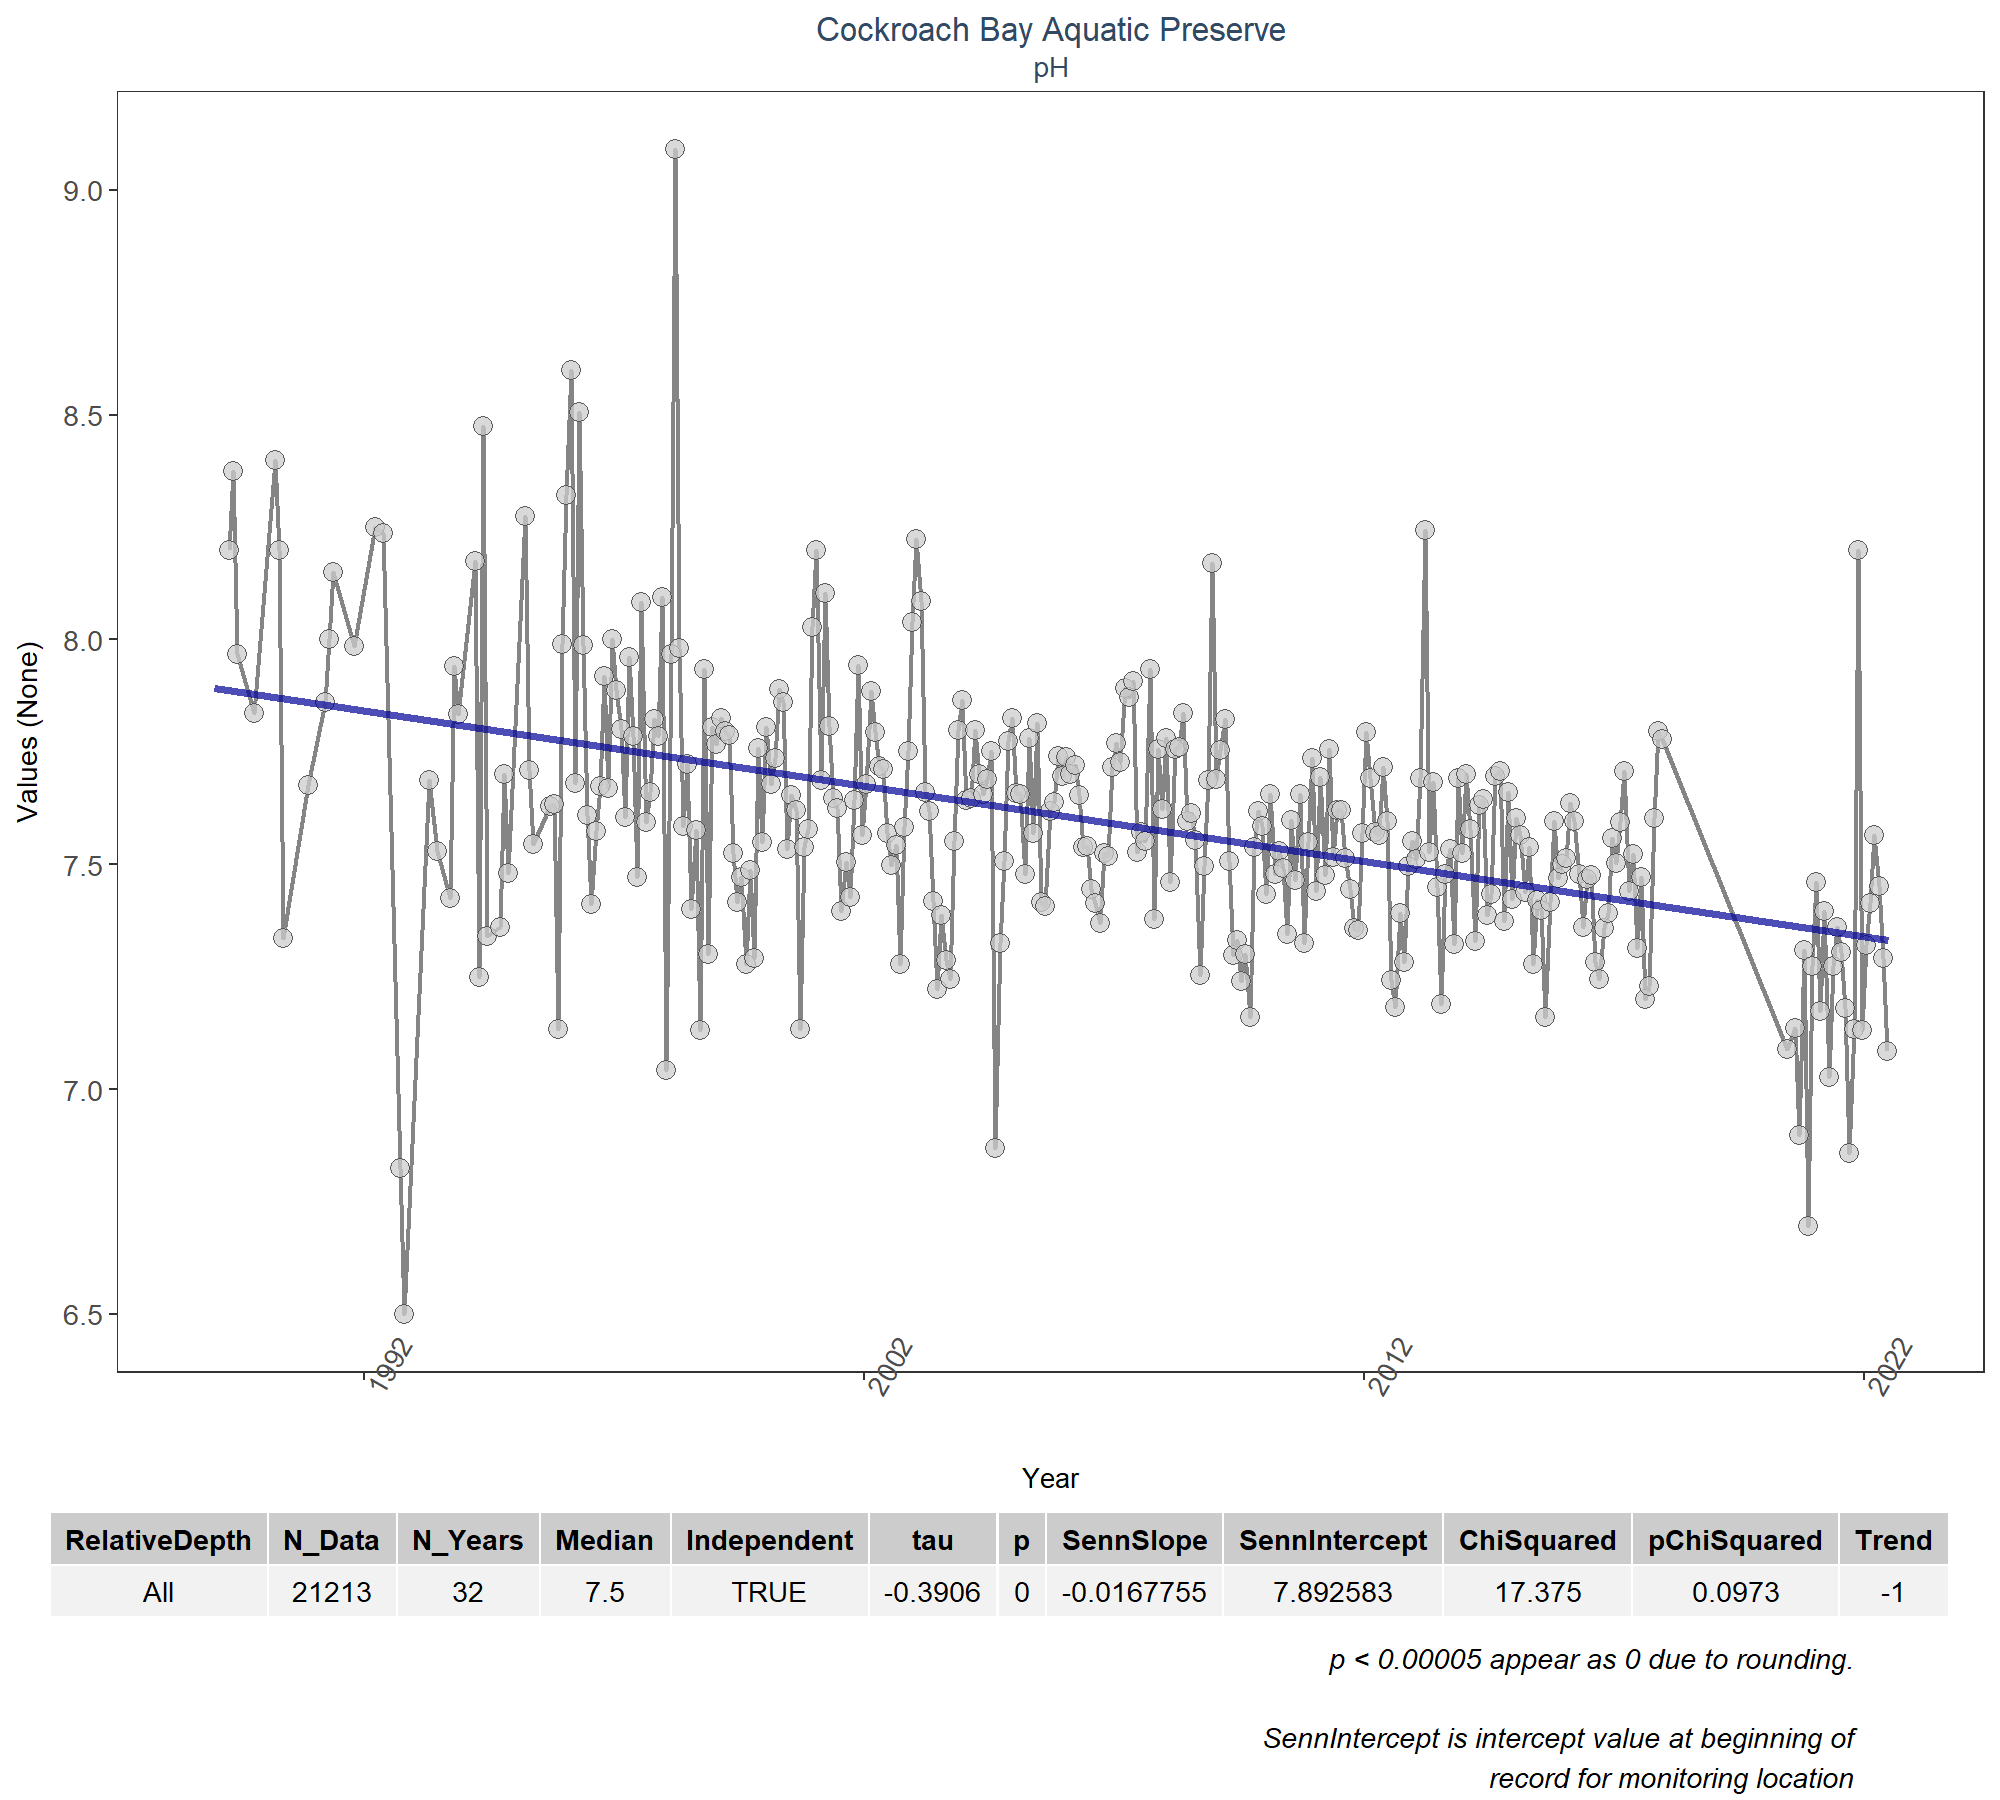 Cockroach Bay Aquatic Preserve
pH
Values (None)
9.0
8.5
8.0
7.5
7.0
6.5
1992 2002 2012 2022
Year
RelativeDepth N_Data N_Years Median Independent tau p SennSlope SennIntercept ChiSquared pChiSquared Trend
All 21213 32 7.5 TRUE -0.3906 0 -0.0167755 7.892583 17.375 0.0973 -1
p < 0.00005 appear as 0 due to rounding.
SennIntercept is intercept value at beginning of
record for monitoring location